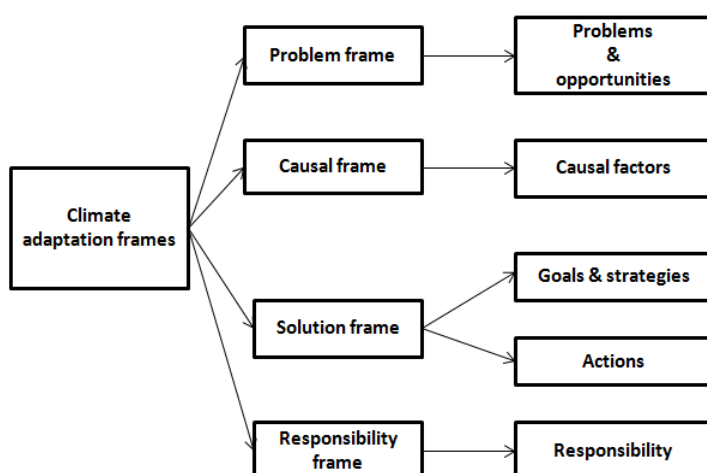 Problem frame
Problems
&
opportunities
Causal frame
Causal factors
Climate
adaptation frames
Goals & strategies
Solution frame
Actions
Responsibility
frame
Responsibility